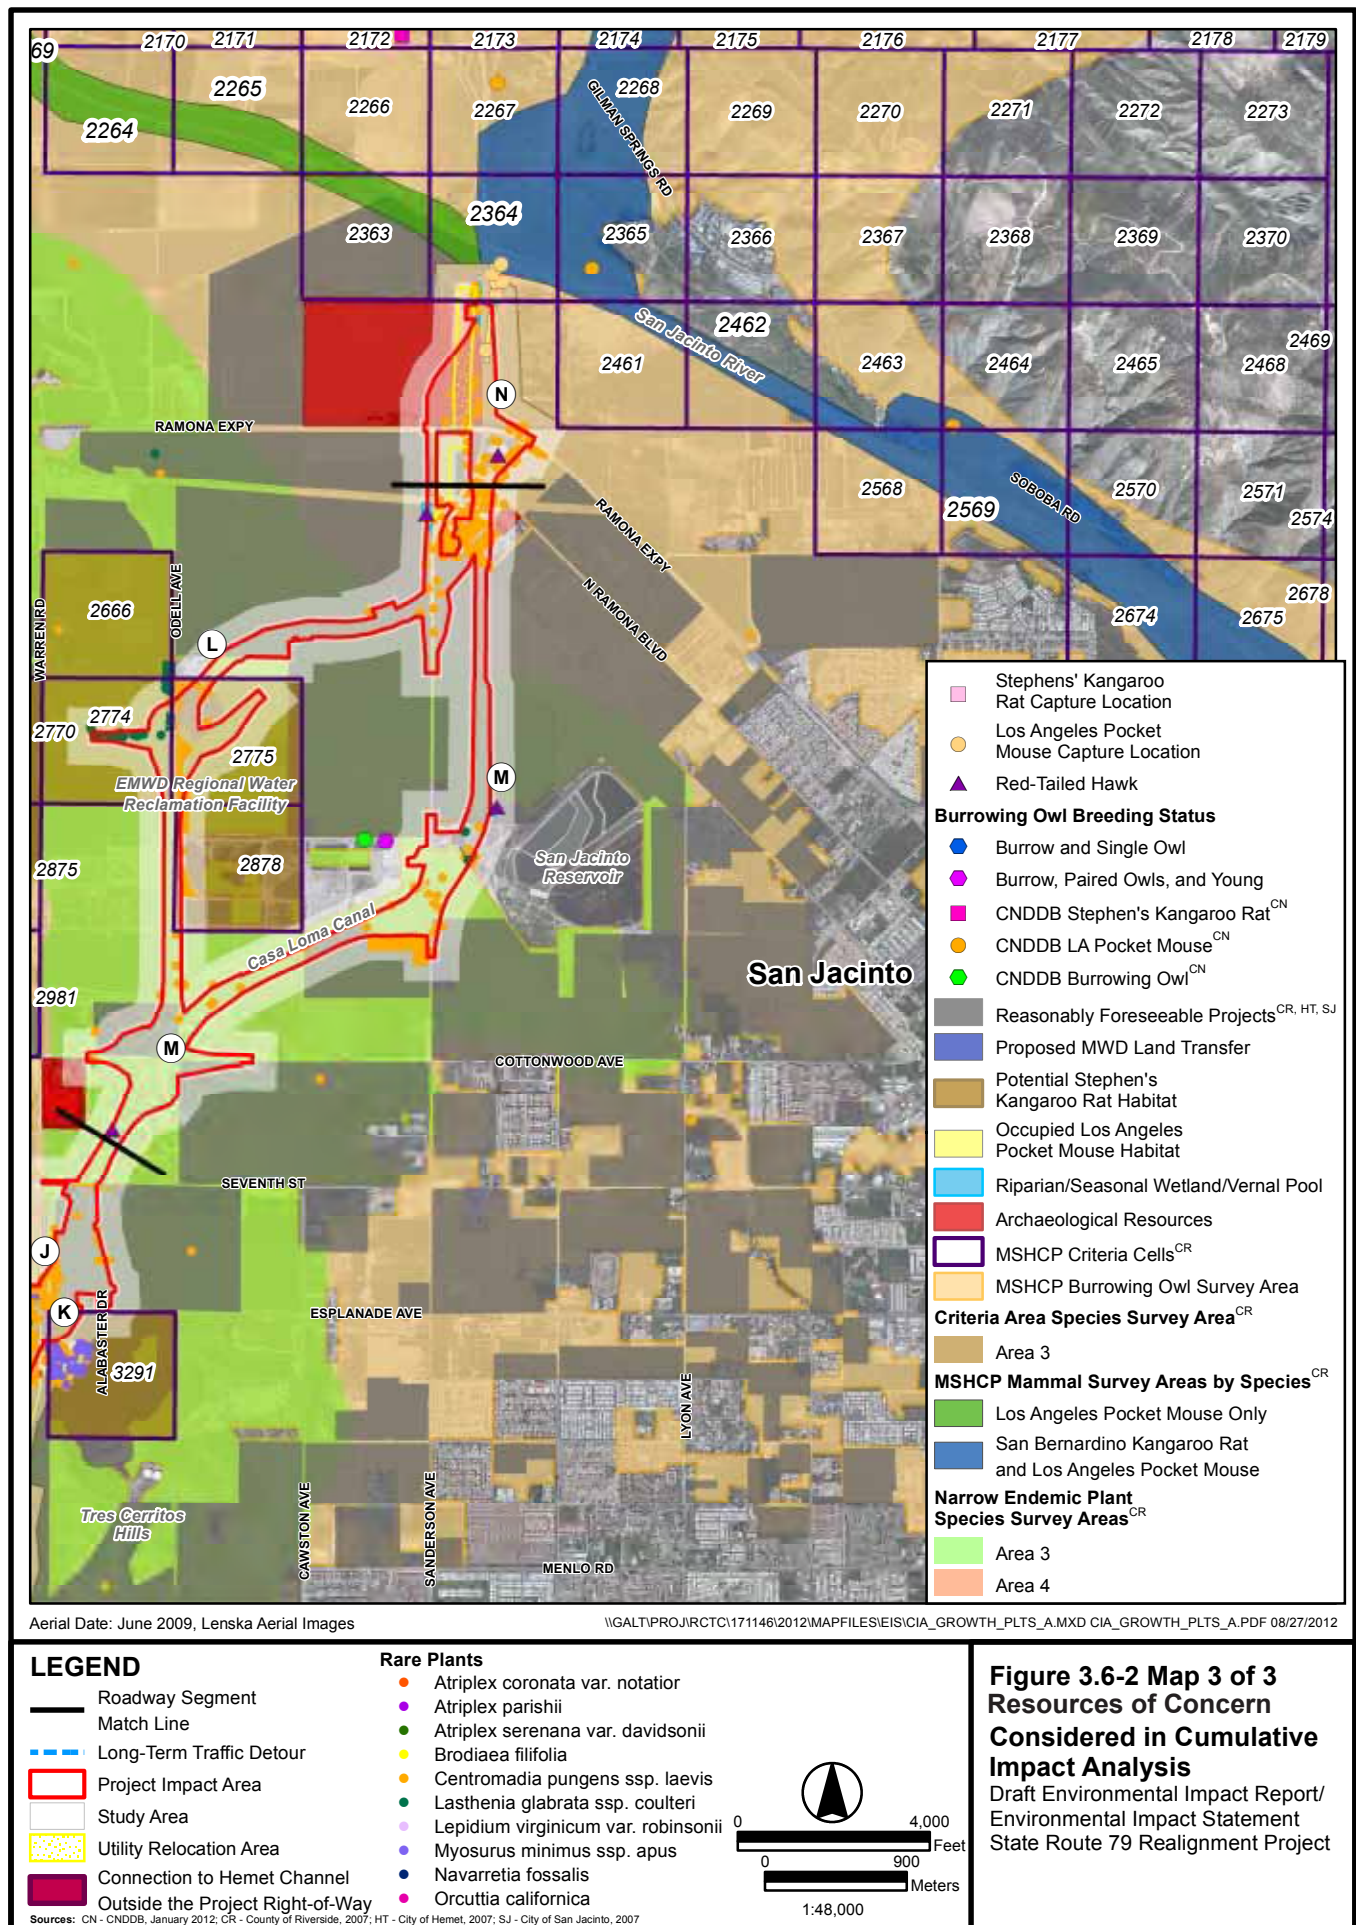 69
2170
2171
2172
2173
2174
2175
2176
2177
2178
2179
2264
2265
2266
2267
2268
2269
2270
2271
2272
2273
GILMAN SPRINGS RD
2363
2364
2365
2366
2367
2368
2369
2370
San Jacinto River
2461
2462
2463
2464
2465
2468
2469
N
RAMONA EXPY
2568
2569
SOBOBA RD
2570
2571
2574
RAMONA EXPY
N RAMONA BLVD
2666
ODELL AVE
WARREN RD
L
2674
2675
2678
2770
2774
2775
EMWD Regional Water
Reclamation Facility
M
2875
2878
San Jacinto
Reservoir
Casa Loma Canal
San Jacinto
2981
M
COTTONWOOD AVE
SEVENTH ST
J
K
ALABASTER DR
ESPLANADE AVE
3291
LYON AVE
CAWSTON AVE
SANDERSON AVE
Tres Cerritos
Hills
MENLO RD
Stephens' Kangaroo
Rat Capture Location
Los Angeles Pocket
Mouse Capture Location
Red-Tailed Hawk
Burrowing Owl Breeding Status
Burrow and Single Owl
Burrow, Paired Owls, and Young
CNDDB Stephen's Kangaroo Rat CN
CNDDB LA Pocket Mouse CN
CNDDB Burrowing Owl CN
Reasonably Foreseeable Projects CR, HT, SJ
Proposed MWD Land Transfer
Potential Stephen's
Kangaroo Rat Habitat
Occupied Los Angeles
Pocket Mouse Habitat
Riparian/Seasonal Wetland/Vernal Pool
Archaeological Resources
MSHCP Criteria Cells CR
MSHCP Burrowing Owl Survey Area
Criteria Area Species Survey Area CR
Area 3
MSHCP Mammal Survey Areas by Species CR
Los Angeles Pocket Mouse Only
San Bernardino Kangaroo Rat
and Los Angeles Pocket Mouse
Narrow Endemic Plant
Species Survey Areas CR
Area 3
Area 4
Aerial Date: June 2009, Lenska Aerial Images
\\GALT\PROJ\RCTC\171146\2012\MAPFILES\EIS\CIA_GROWTH_PLTS_A.MXD CIA_GROWTH_PLTS_A.PDF 08/27/2012
LEGEND
Roadway Segment
Match Line
Long-Term Traffic Detour
Project Impact Area
Study Area
Utility Relocation Area
Connection to Hemet Channel
Outside the Project Right-of-Way
Rare Plants
Atriplex coronata var. notatior
Atriplex parishii
Atriplex serenana var. davidsonii
Brodiaea filifolia
Centromadia pungens ssp. laevis
Lasthenia glabrata ssp. coulteri
Lepidium virginicum var. robinsonii
Myosurus minimus ssp. apus
Navarretia fossalis
Orcuttia californica
0 4,000
Feet
0 900
Meters
1:48,000
Sources: CN - CNDDB, January 2012; CR - County of Riverside, 2007; HT - City of Hemet, 2007; SJ - City of San Jacinto, 2007
Figure 3.6-2 Map 3 of 3
Resources of Concern
Considered in Cumulative
Impact Analysis
Draft Environmental Impact Report/
Environmental Impact Statement
State Route 79 Realignment Project